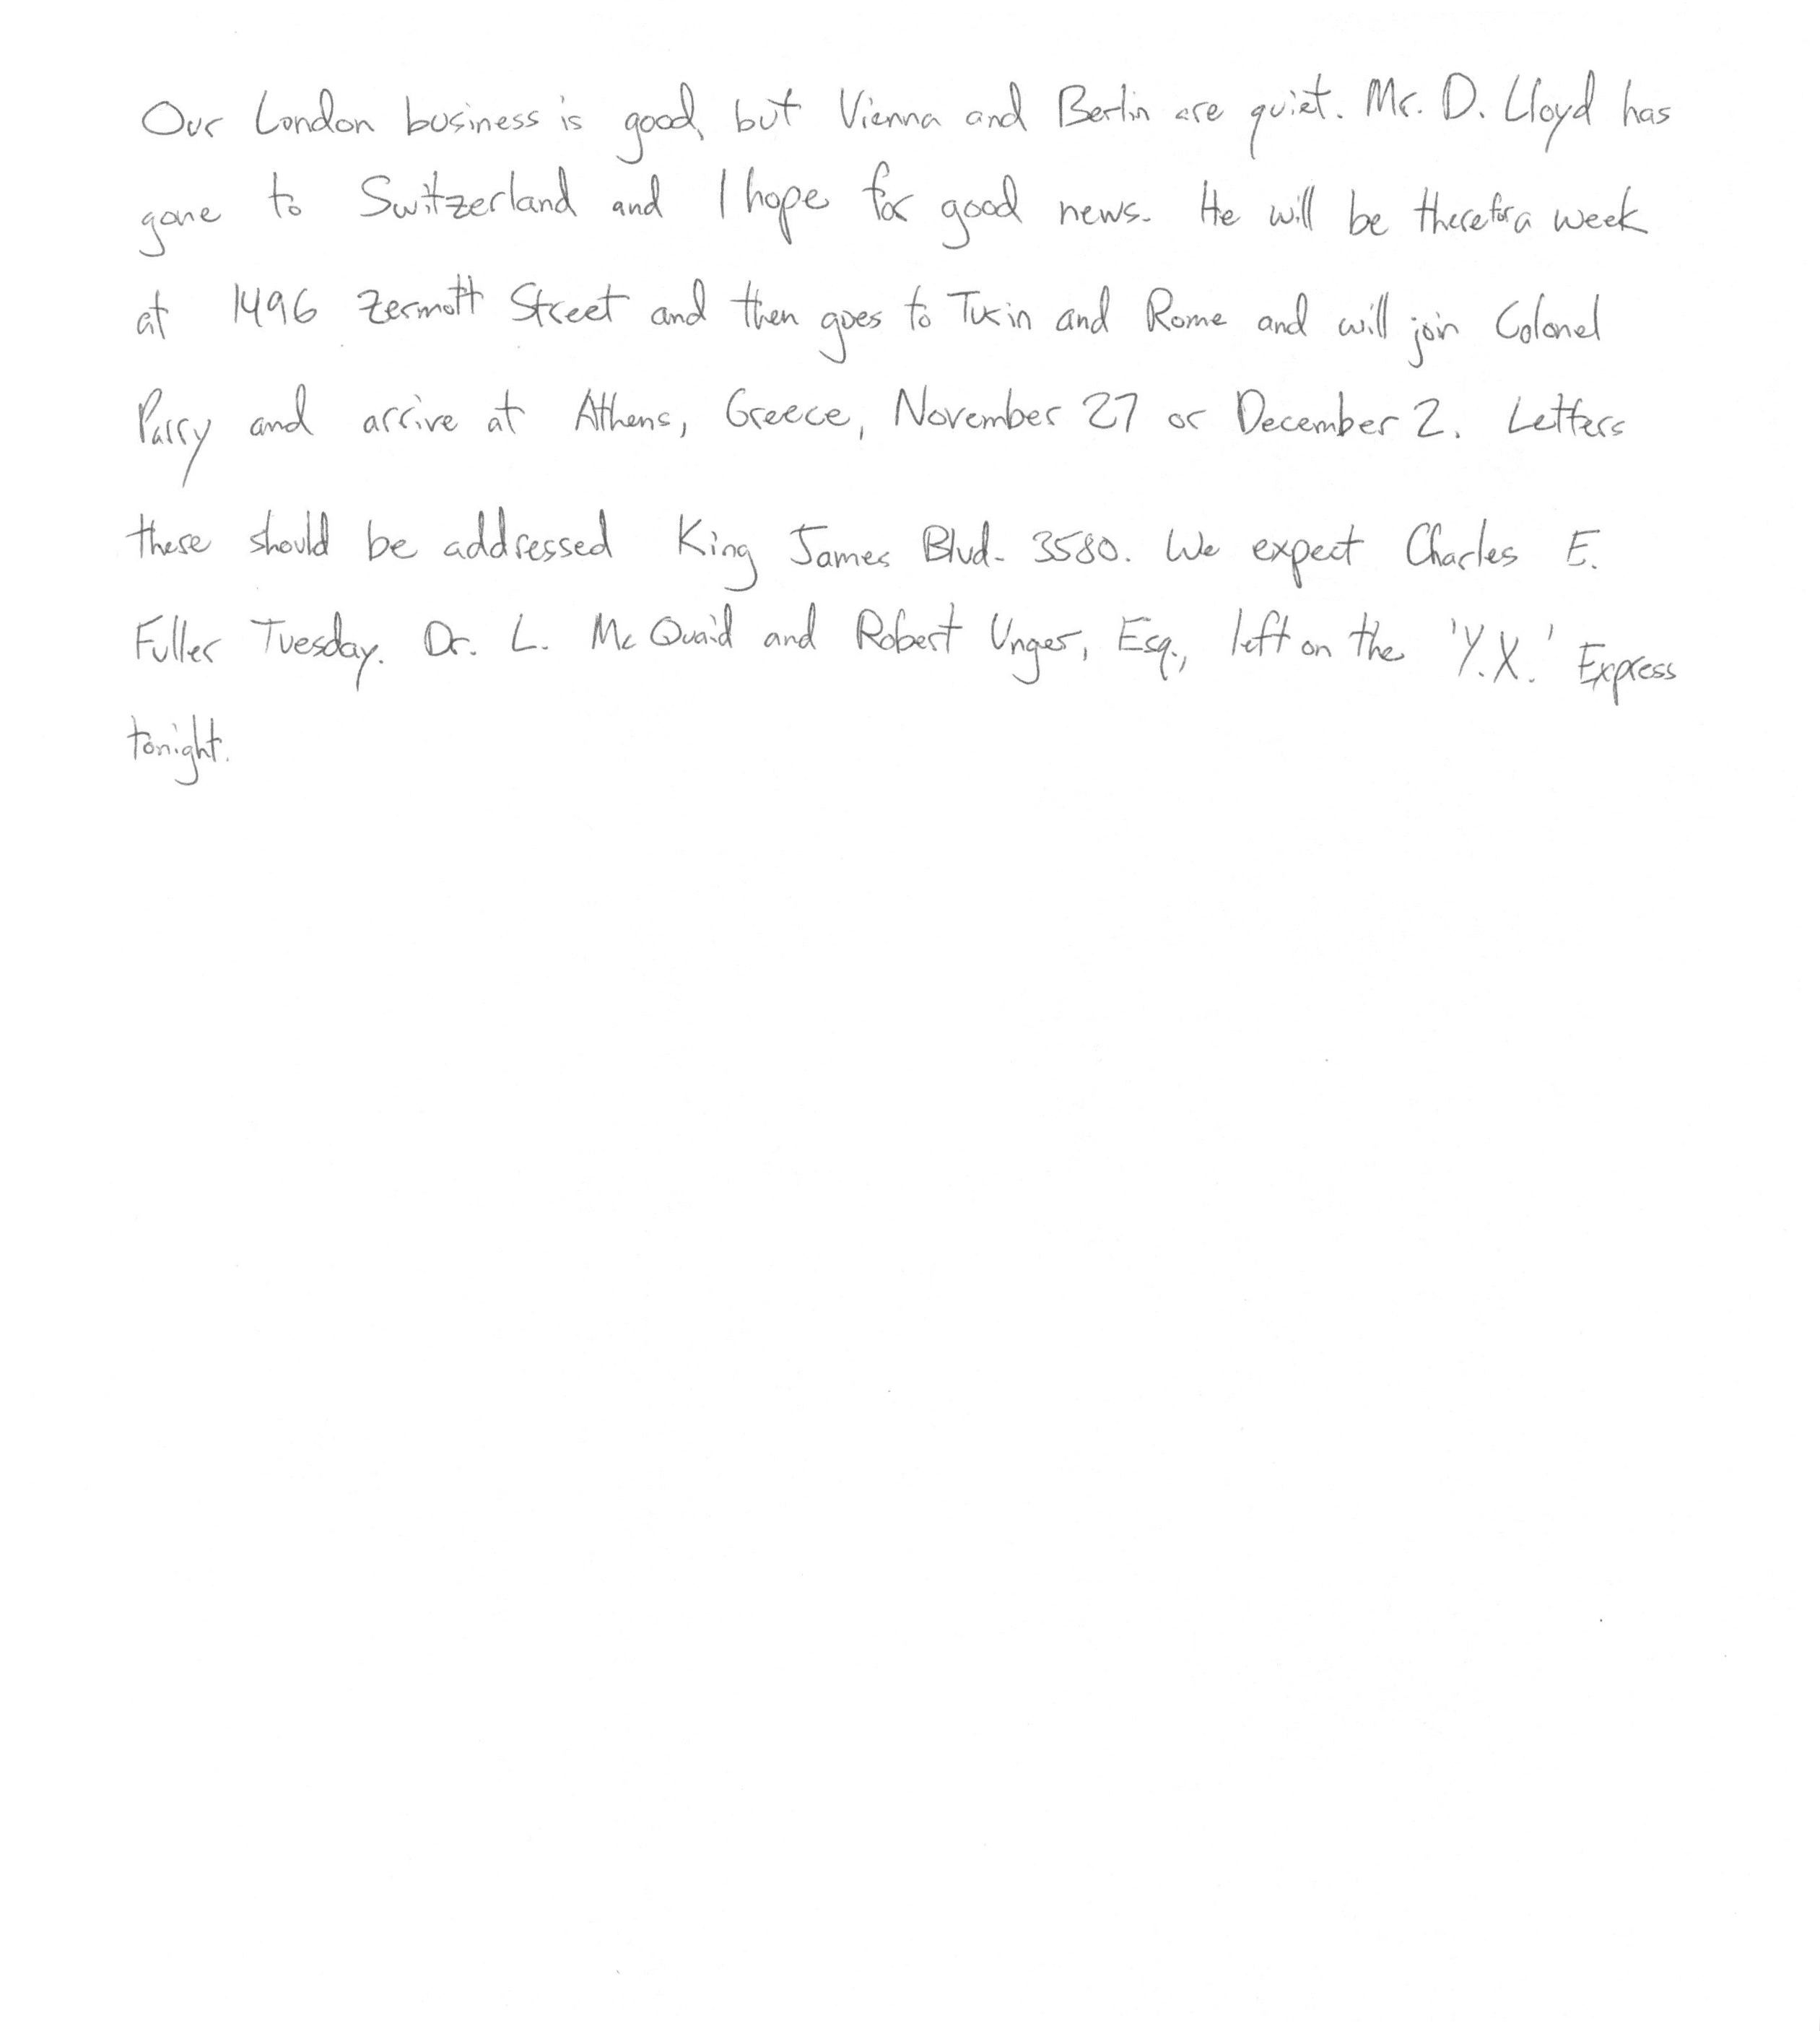 Our London business is good, but Vienna and Berlin are quiet. Mr. D. Lloyd has
gone to Switzerland and I hope for good news. He will be there for a week
at 1496 Zermott Street and then goes to Turin and Rome and will join Colonel
Parry and arrive at Athens, Greece, November 27 or December 2. Letters
there should be addressed King James Blvd. 3580. We expect Charles E.
Fuller Tuesday. Dr. L. McQuaid and Robert Unger, Esq., left on the 'Y.X.' Express
tonight.